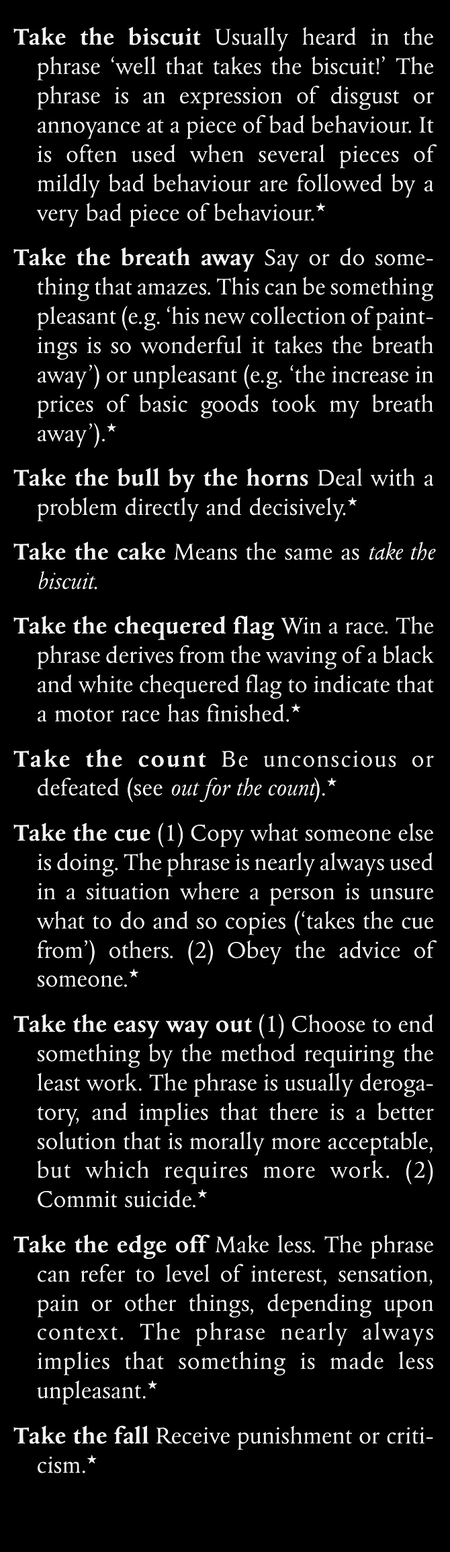 Take the biscuit Usually heard in the
phrase ‘well that takes the biscuit!’ The
phrase is an expression of disgust or
annoyance at a piece of bad behaviour. It
is often used when several pieces of
mildly bad behaviour are followed by a
very bad piece of behaviour.★
Take the breath away Say or do some-
thing that amazes. This can be something
pleasant (e.g. ‘his new collection of paint-
ings is so wonderful it takes the breath
away’) or unpleasant (e.g. ‘the increase in
prices of basic goods took my breath
away’).★
Take the bull by the horns Deal with a
problem directly and decisively.★
Take the cake Means the same as take the
biscuit.
Take the chequered flag Win a race. The
phrase derives from the waving of a black
and white chequered flag to indicate that
a motor race has finished.★
Take the count Be unconscious or
defeated (see out for the count).★
Take the cue (1) Copy what someone else
is doing. The phrase is nearly always used
in a situation where a person is unsure
what to do and so copies (‘takes the cue
from’) others. (2) Obey the advice of
someone.★
Take the easy way out (1) Choose to end
something by the method requiring the
least work. The phrase is usually deroga-
tory, and implies that there is a better
solution that is morally more acceptable,
but which requires more work. (2)
Commit suicide.★
Take the edge off Make less. The phrase
can refer to level of interest, sensation,
pain or other things, depending upon
context. The phrase nearly always
implies that something is made less
unpleasant.★
Take the fall Receive punishment or criti-
cism.★